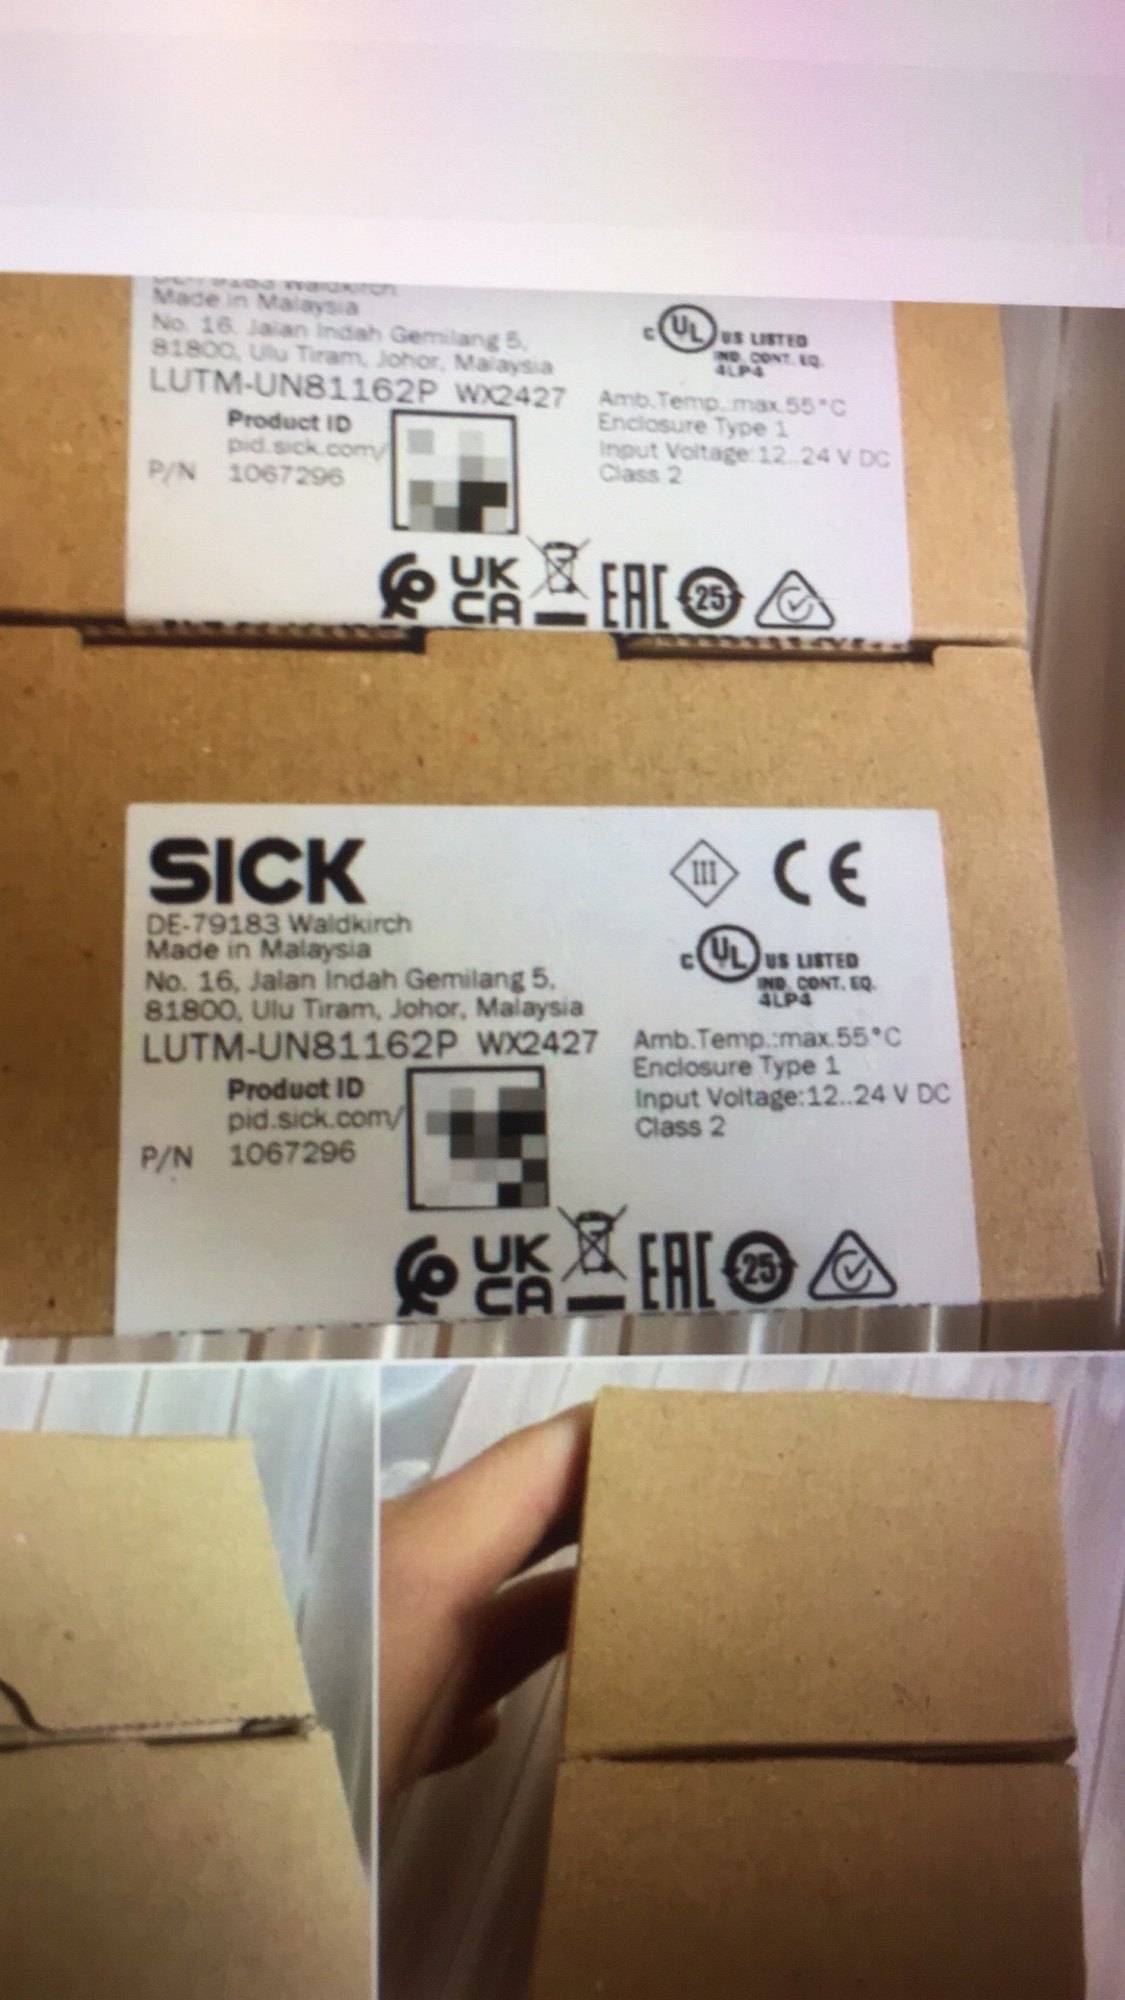 DE-79183 Waldkirch
Made in Malaysia
No. 16, Jalan Indah Gemilang 5,
81800, Ulu Tiram, Johor, Malaysia
LUTM-UN81162P WX2427
Product ID
pid.sick.com/
P/N 1067296
C UL US LISTED
IND. CONT. EQ.
4LP4
Amb.Temp.:max.55°C
Enclosure Type 1
Input Voltage:12..24 V DC
Class 2
UK
CA
EAC
25
SICK
DE-79183 Waldkirch
Made in Malaysia
No. 16, Jalan Indah Gemilang 5,
81800, Ulu Tiram, Johor, Malaysia
LUTM-UN81162P WX2427
Product ID
pid.sick.com/
P/N 1067296
III CE
C UL US LISTED
IND. CONT. EQ.
4LP4
Amb.Temp.:max.55°C
Enclosure Type 1
Input Voltage:12..24 V DC
Class 2
UK
CA
EAC
25